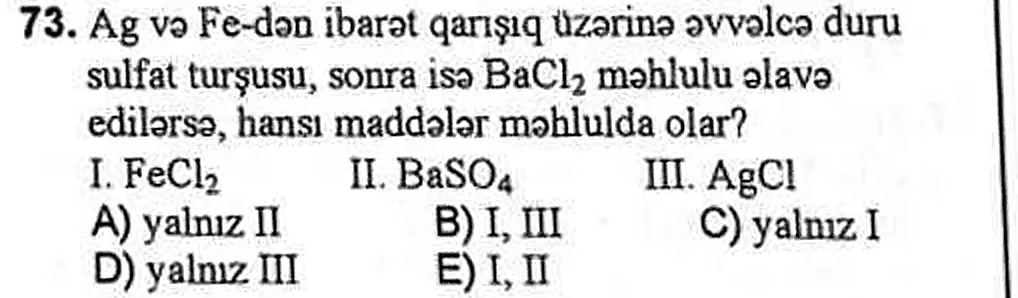 73. Ag və Fe-dən ibarət qarışıq üzərinə əvvəlcə duru
sulfat turşusu, sonra isə BaCl₂ məhlulu əlavə
edilərsə, hansı maddələr məhlulda olar?
I. FeCl₂ II. BaSO₄ III. AgCl
A) yalnız II B) I, III C) yalnız I
D) yalnız III E) I, II